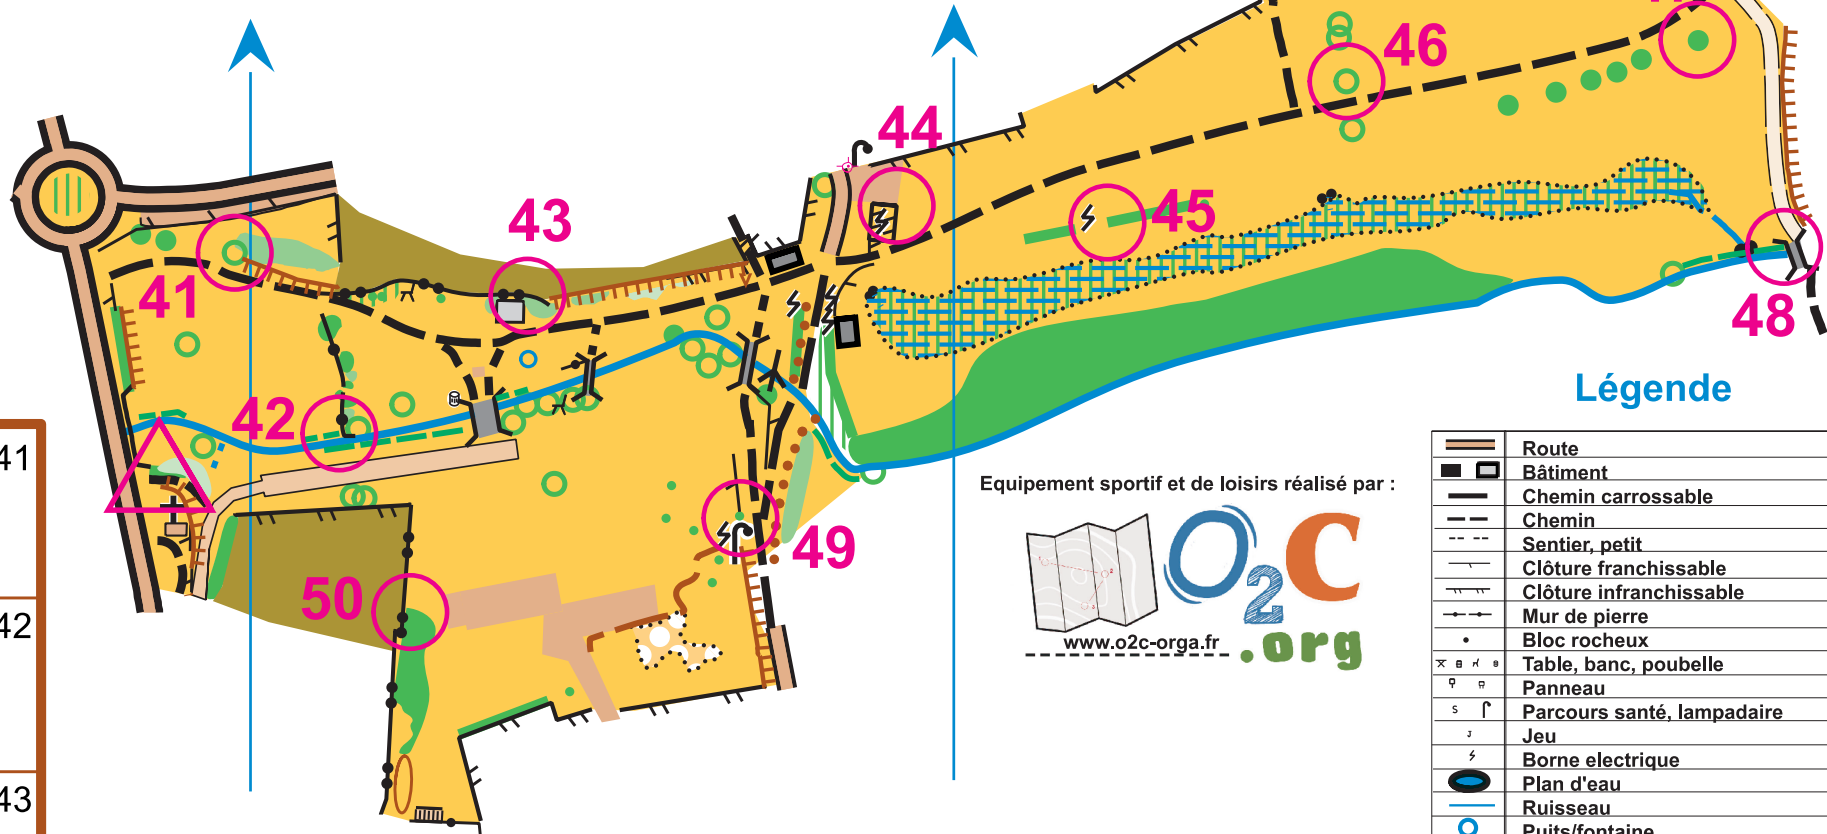 46
44
43
45
41
48
42
49
50
41
42
43
Equipement sportif et de loisirs réalisé par :
O2C
.org
www.o2c-orga.fr
Légende
Route
Bâtiment
Chemin carrossable
Chemin
Sentier, petit
Clôture franchissable
Clôture infranchissable
Mur de pierre
Bloc rocheux
Table, banc, poubelle
Panneau
S Parcours santé, lampadaire
J Jeu
Borne electrique
Plan d'eau
Ruisseau
Puits/fontaine